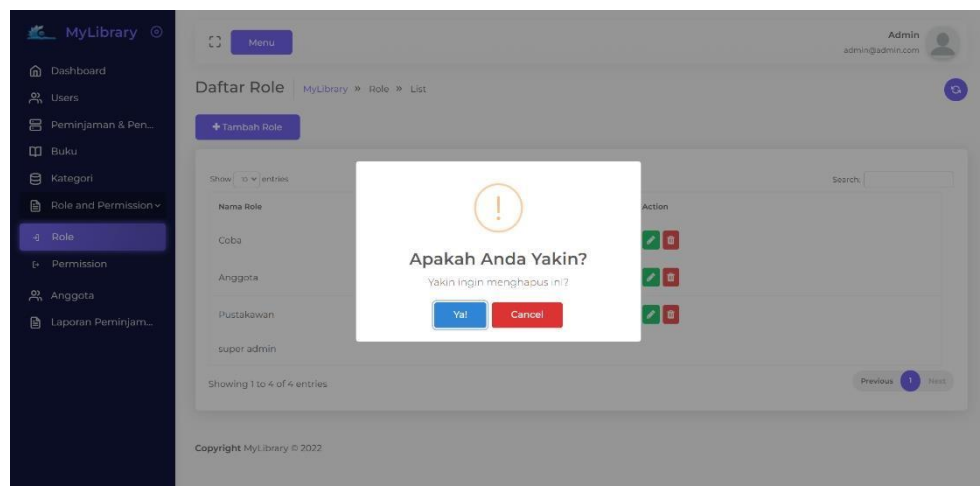 MyLibrary
Menu
Admin
admin@admin.com
Dashboard
Users
Peminjaman & Pen...
Buku
Kategori
Role and Permission
Role
Permission
Anggota
Laporan Peminjam...
Daftar Role
MyLibrary » Role » List
+ Tambah Role
Show 10 entries
Search:
Nama Role
Action
Coba
Anggota
Pustakawan
super admin
Showing 1 to 4 of 4 entries
Previous 1 Next
Apakah Anda Yakin?
Yakin ingin menghapus ini?
Ya!
Cancel
Copyright MyLibrary © 2022